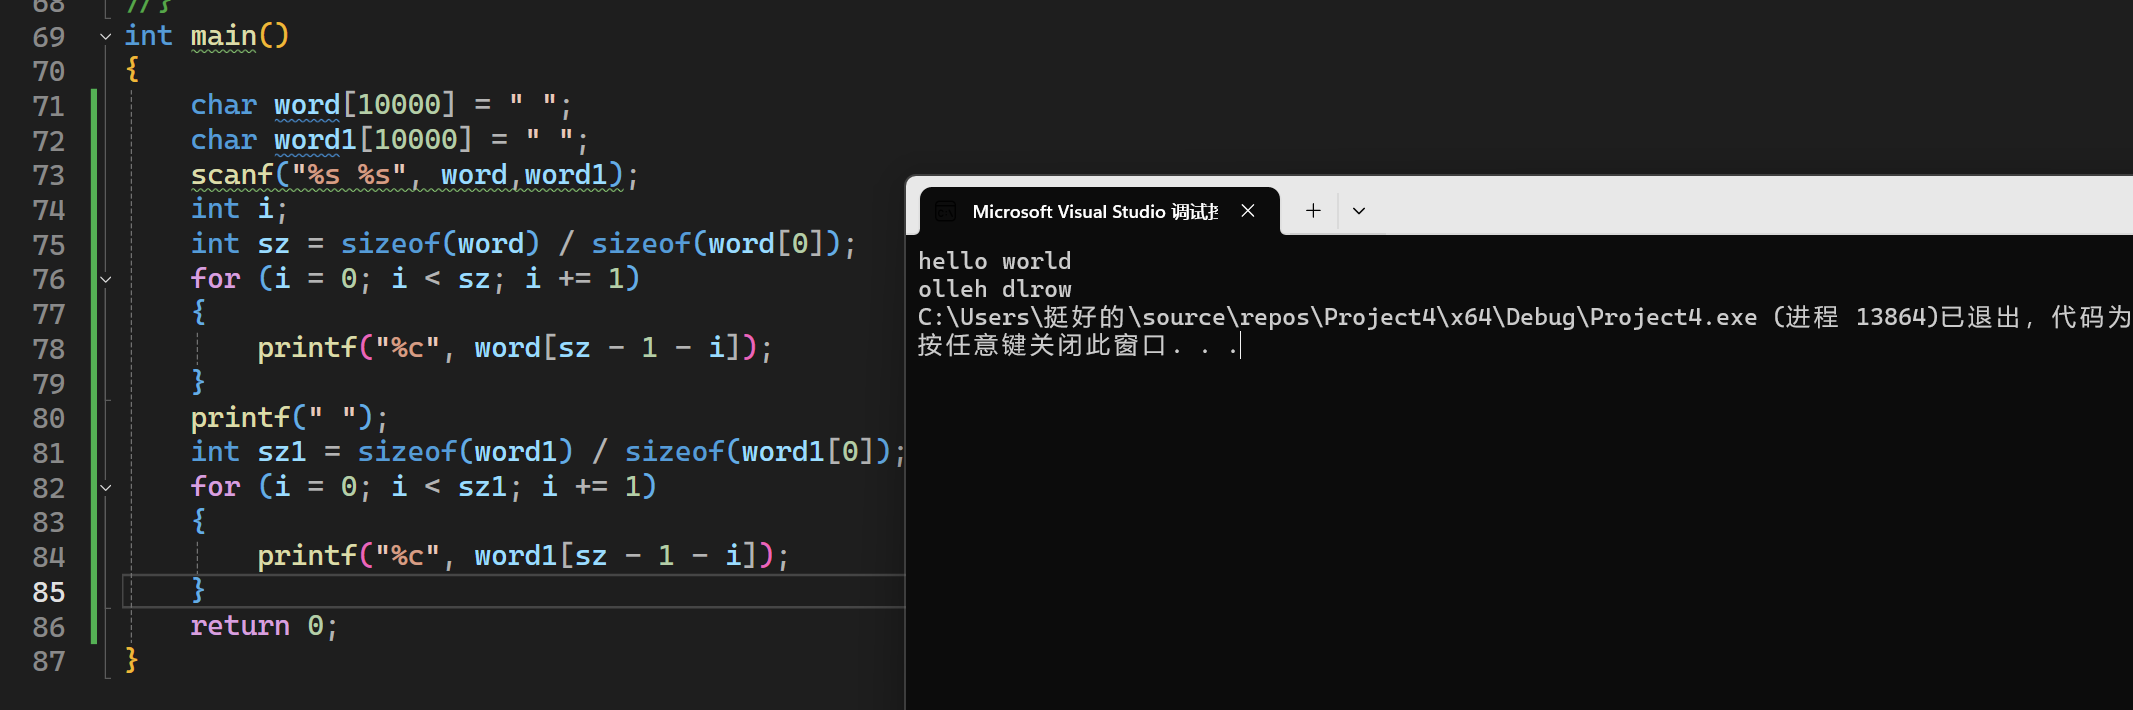 68 //}
69 int main()
70 {
71 char word[10000] = " ";
72 char word1[10000] = " ";
73 scanf("%s %s", word,word1);
74 int i;
75 int sz = sizeof(word) / sizeof(word[0]);
76 for (i = 0; i < sz; i += 1)
77 {
78 printf("%c", word[sz - 1 - i]);
79 }
80 printf(" ");
81 int sz1 = sizeof(word1) / sizeof(word1[0]);
82 for (i = 0; i < sz1; i += 1)
83 {
84 printf("%c", word1[sz - 1 - i]);
85 }
86 return 0;
87 }
Microsoft Visual Studio 调试
hello world
olleh dlrow
C:\Users\挺好的\source\repos\Project4\x64\Debug\Project4.exe (进程 13864)已退出，代码为
按任意键关闭此窗口. . .